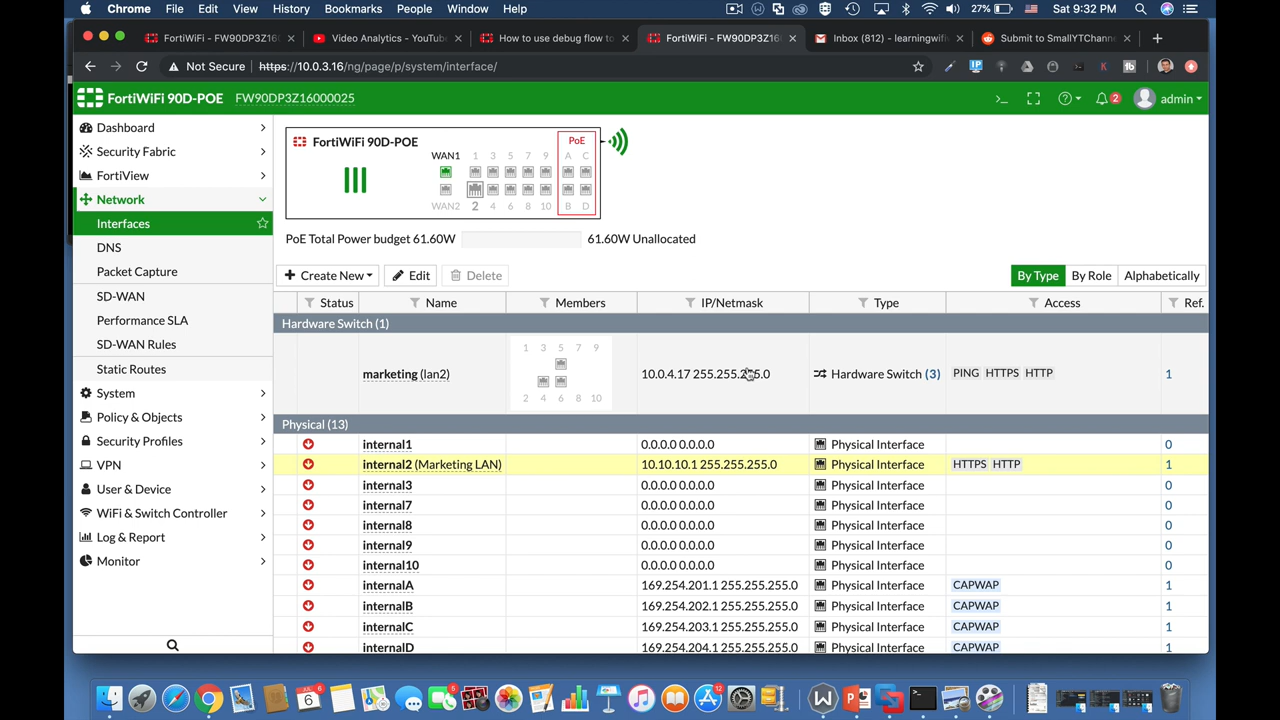 Chrome File Edit View History Bookmarks People Window Help 27% Sat 9:32 PM
FortiWiFi - FW90DP3Z16 Video Analytics - YouTub How to use debug flow to FortiWiFi - FW90DP3Z16 Inbox (812) - learningwifiv Submit to SmallYTChanne
Not Secure https://10.0.3.16/ng/page/p/system/interface/
FortiWiFi 90D-POE FW90DP3Z16000025 2 admin
Dashboard
Security Fabric
FortiView
Network
Interfaces
DNS
Packet Capture
SD-WAN
Performance SLA
SD-WAN Rules
Static Routes
System
Policy & Objects
Security Profiles
VPN
User & Device
WiFi & Switch Controller
Log & Report
Monitor
FortiWiFi 90D-POE PoE
WAN1 1 3 5 7 9 A C
WAN2 2 4 6 8 10 B D
PoE Total Power budget 61.60W 61.60W Unallocated
Create New Edit Delete By Type By Role Alphabetically
Status Name Members IP/Netmask Type Access Ref.
Hardware Switch (1)
1 3 5 7 9
marketing (lan2) 10.0.4.17 255.255.255.0 Hardware Switch (3) PING HTTPS HTTP 1
2 4 6 8 10
Physical (13)
internal1 0.0.0.0 0.0.0.0 Physical Interface 0
internal2 (Marketing LAN) 10.10.10.1 255.255.255.0 Physical Interface HTTPS HTTP 1
internal3 0.0.0.0 0.0.0.0 Physical Interface 0
internal7 0.0.0.0 0.0.0.0 Physical Interface 0
internal8 0.0.0.0 0.0.0.0 Physical Interface 0
internal9 0.0.0.0 0.0.0.0 Physical Interface 0
internal10 0.0.0.0 0.0.0.0 Physical Interface 0
internalA 169.254.201.1 255.255.255.0 Physical Interface CAPWAP 1
internalB 169.254.202.1 255.255.255.0 Physical Interface CAPWAP 1
internalC 169.254.203.1 255.255.255.0 Physical Interface CAPWAP 1
internalD 169.254.204.1 255.255.255.0 Physical Interface CAPWAP 1